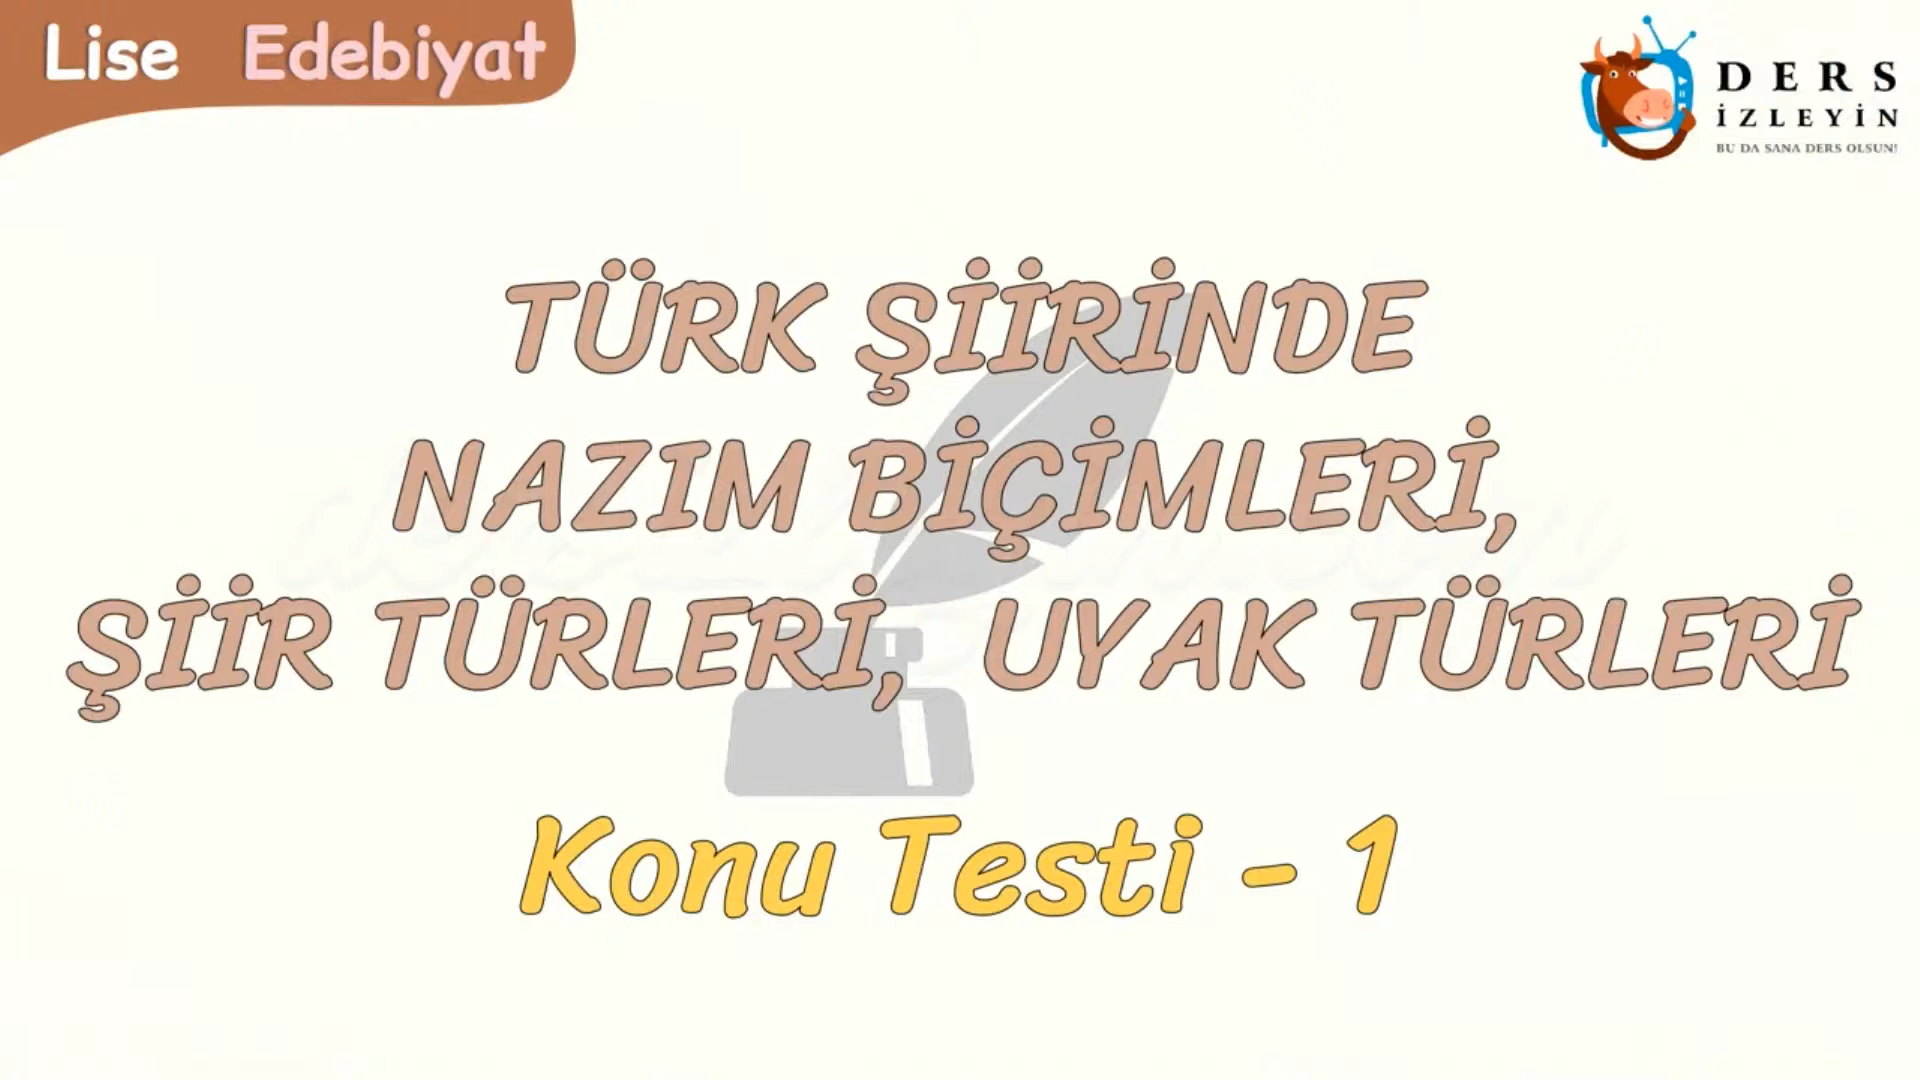 Lise Edebiyat
DERS
İZLEYİN
BU DA SANA DERS OLSUN!
TÜRK ŞİİRİNDE
NAZIM BİÇİMLERİ,
ŞİİR TÜRLERİ, UYAK TÜRLERİ
Konu Testi - 1